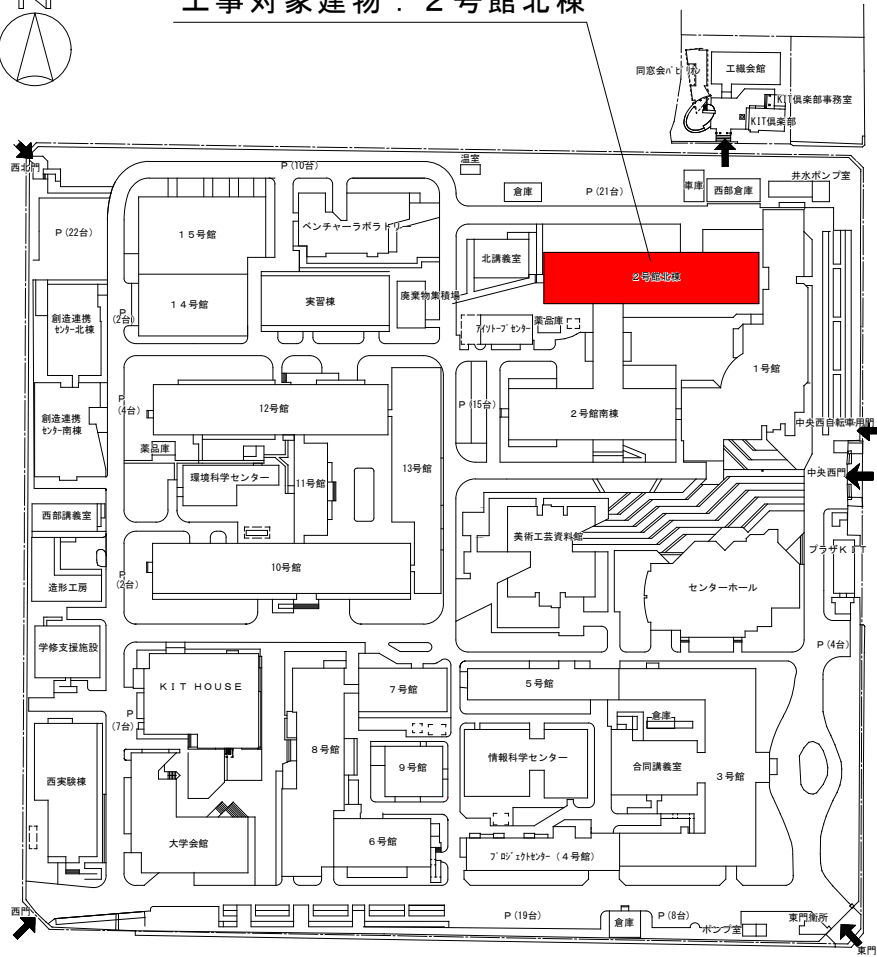 N
工事対象建物：２号館北棟
同窓会パビリオン
工繊会館
KIT倶楽部事務室
KIT倶楽部
西北門
P (10台)
温室
倉庫
P (21台)
車庫
西部倉庫
井水ポンプ室
P (22台)
１５号館
ベンチャーラボラトリー
北講義室
２号館北棟
創造連携
センター北棟
P
(2台)
１４号館
実習棟
廃棄物集積場
アイソトープセンター
薬品庫
１号館
創造連携
センター南棟
P
(4台)
12号館
P (15台)
２号館南棟
中央西自転車用門
薬品庫
環境科学センター
11号館
13号館
中央西門
西部講義室
美術工芸資料館
プラザＫＩＴ
造形工房
P
(2台)
10号館
センターホール
学修支援施設
P (4台)
ＫＩＴ HOUSE
７号館
５号館
P
(7台)
８号館
倉庫
西実験棟
９号館
情報科学センター
合同講義室
３号館
大学会館
６号館
プロジェクトセンター（４号館）
西門
P (19台)
倉庫
P (8台)
ポンプ室
東門衛所
東門